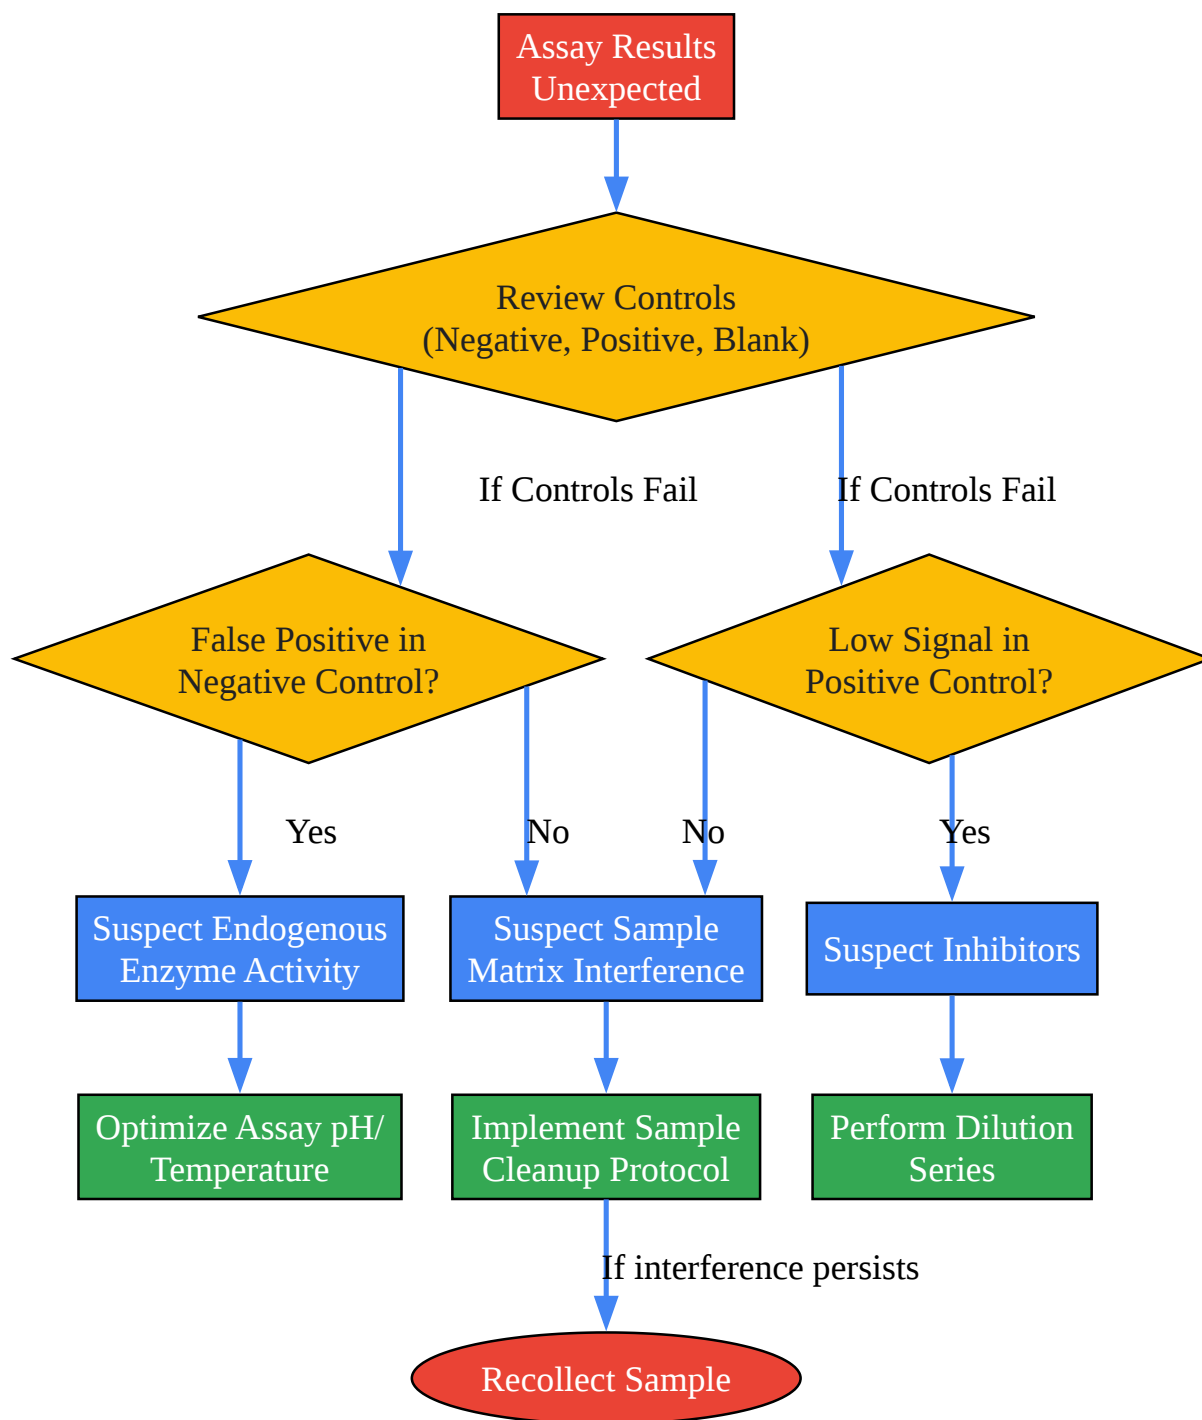 Assay Results
Unexpected
Review Controls
(Negative, Positive, Blank)
If Controls Fail
If Controls Fail
False Positive in
Negative Control?
Low Signal in
Positive Control?
Yes
No
No
Yes
Suspect Endogenous
Enzyme Activity
Suspect Sample
Matrix Interference
Suspect Inhibitors
Optimize Assay pH/
Temperature
Implement Sample
Cleanup Protocol
Perform Dilution
Series
If interference persists
Recollect Sample